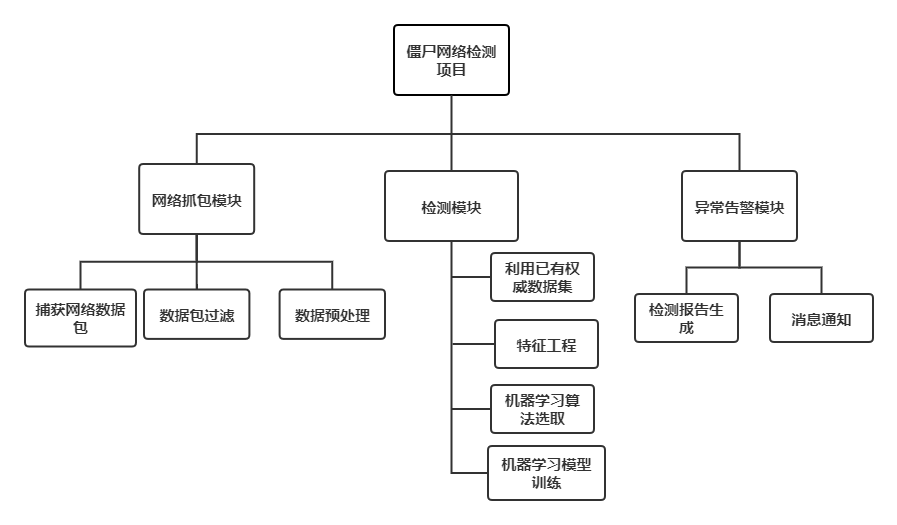 僵尸网络检测
项目
网络抓包模块
检测模块
异常告警模块
捕获网络数据
包
数据包过滤
数据预处理
利用已有权
威数据集
特征工程
机器学习算
法选取
机器学习模型
训练
检测报告生
成
消息通知